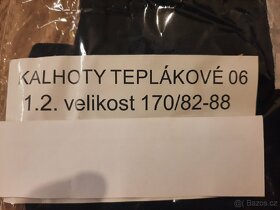 KALHOTY TEPLÁKOVÉ 06
1.2. velikost 170/82-88
Bazos.cz